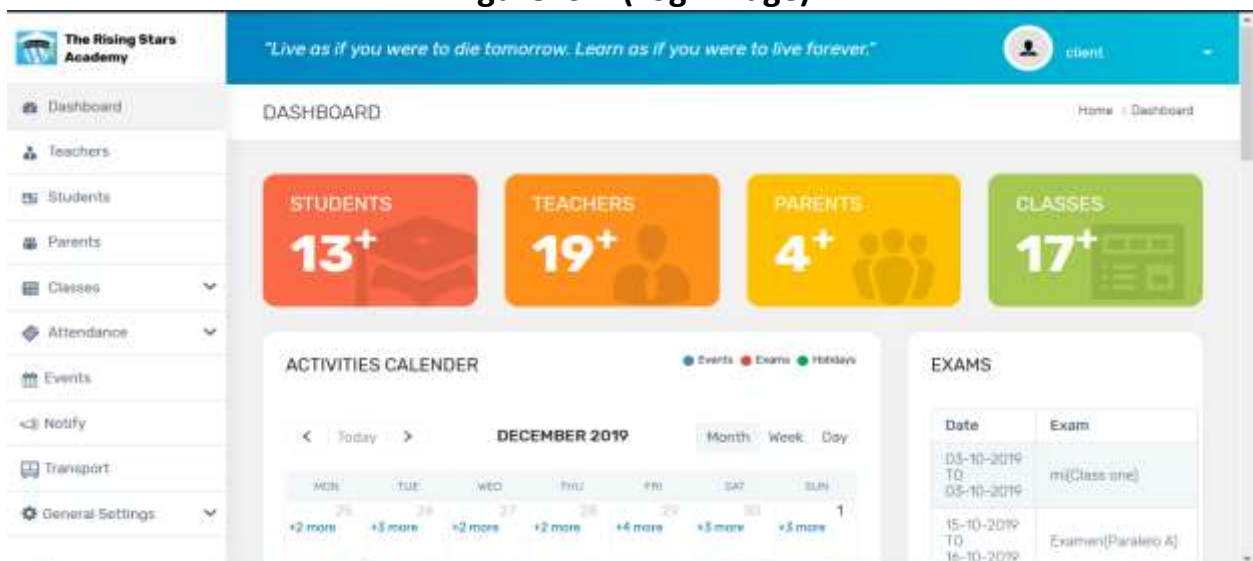 The Rising Stars
Academy
"Live as if you were to die tomorrow. Learn as if you were to live forever."
client
Dashboard
Teachers
Students
Parents
Classes
Attendance
Events
Notify
Transport
General Settings
DASHBOARD
Home
Dashboard
STUDENTS
13+
TEACHERS
19+
PARENTS
4+
CLASSES
17+
ACTIVITIES CALENDER
Events Exams Holidays
< Today >
DECEMBER 2019
Month Week Day
MON TUE WED THU FRI SAT SUN
25 26 27 28 29 30 1
+2 more +3 more +2 more +2 more +4 more +3 more +3 more
EXAMS
Date Exam
03-10-2019
TO
03-10-2019
mi(Class one)
15-10-2019
TO
16-10-2019
Examen(Paralelo A)